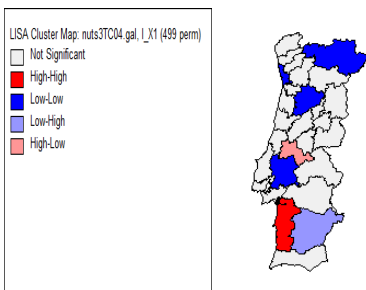 LISA Cluster Map: nuts3TC04.gal, I_X1 (499 perm)
Not Significant
High-High
Low-Low
Low-High
High-Low